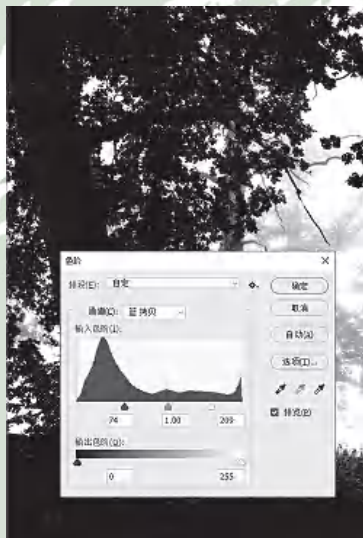 色阶
预设(E): 自定
确定
取消
通道(C): 蓝 拷贝
自动(A)
输入色阶(I):
选项(T)...
74 1.00 209
预览(P)
输出色阶(O):
0 255